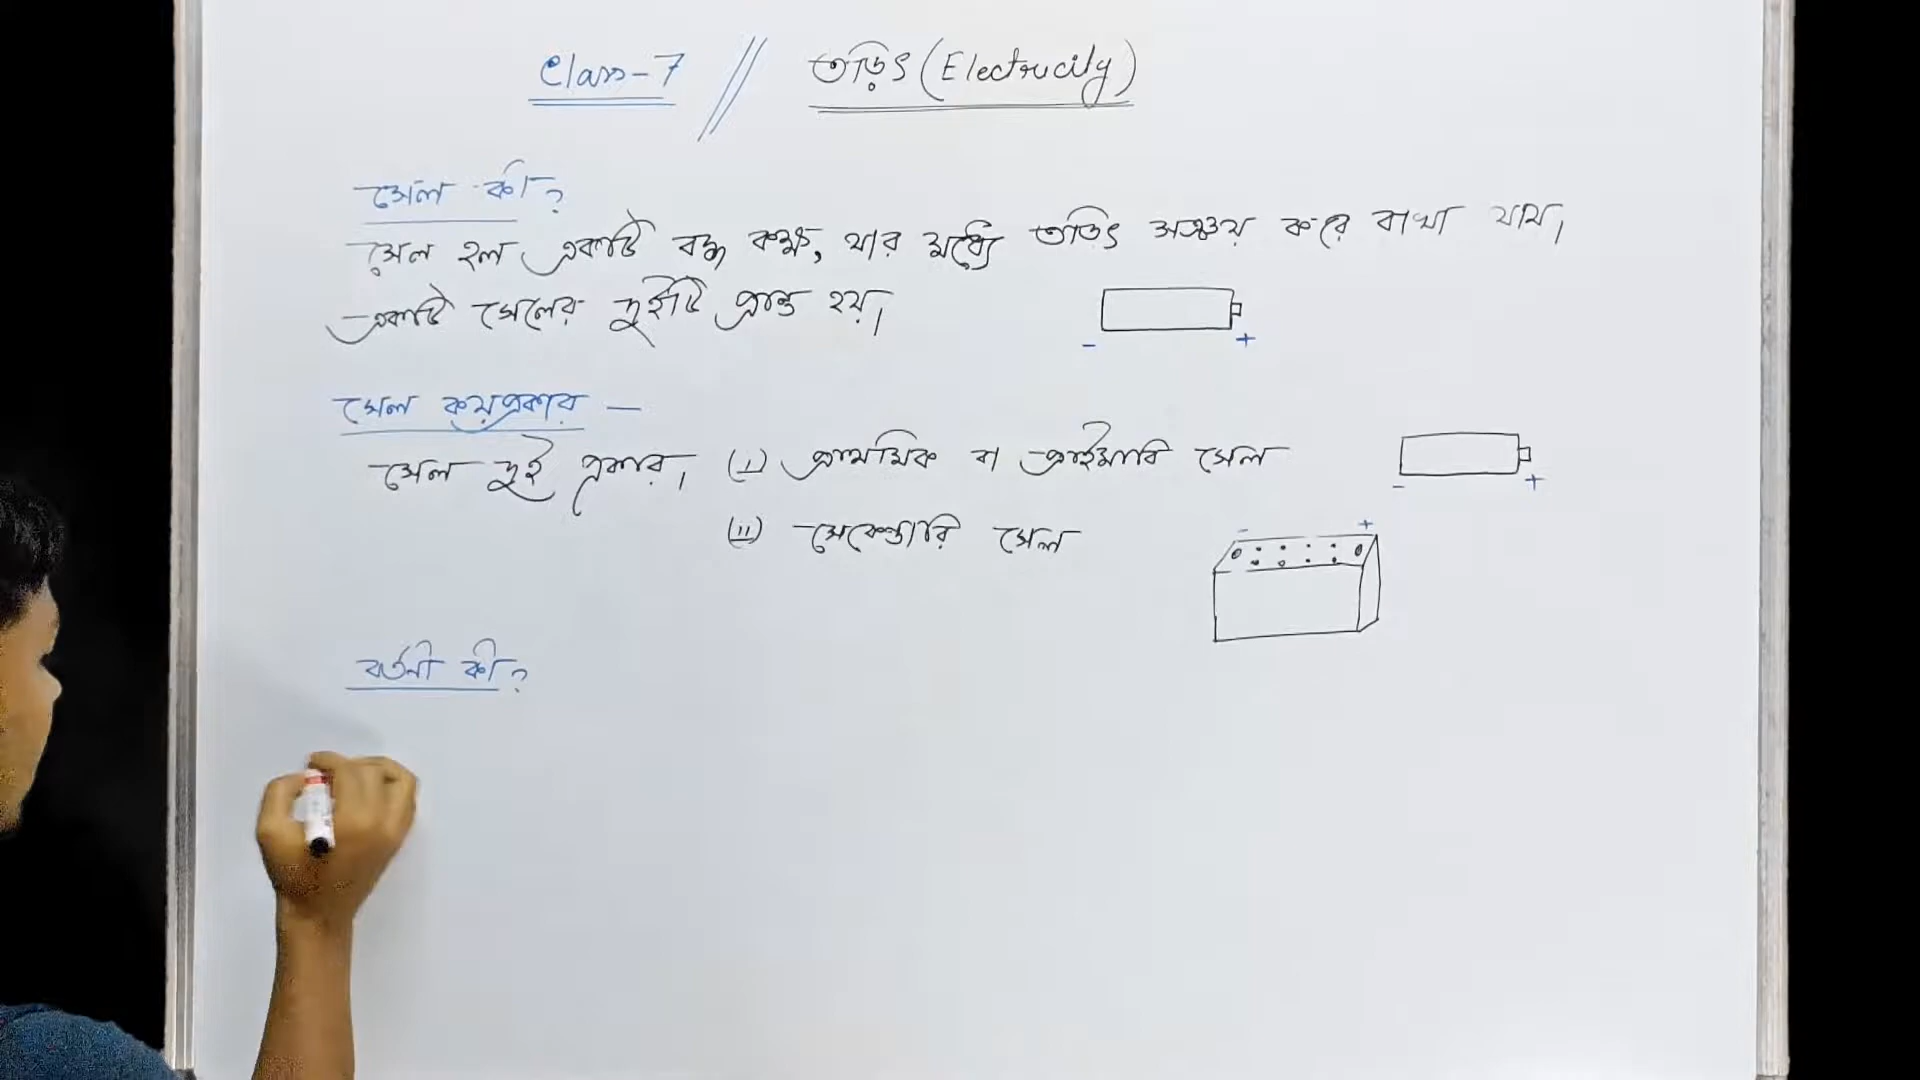 Class-7 // তড়িৎ (Electricity)
সেল কী?
সেল হল একটি বদ্ধ কক্ষ, যার মধ্যে তড়িৎ সঞ্চয় করে রাখা যায়।
একটি সেলের দুইটি প্রান্ত হয়।
- +
সেল কয়প্রকার —
সেল দুই প্রকার। (i) প্রাথমিক বা প্রাইমারি সেল
- +
(ii) সেকেন্ডারি সেল
- +
বর্তনী কী?